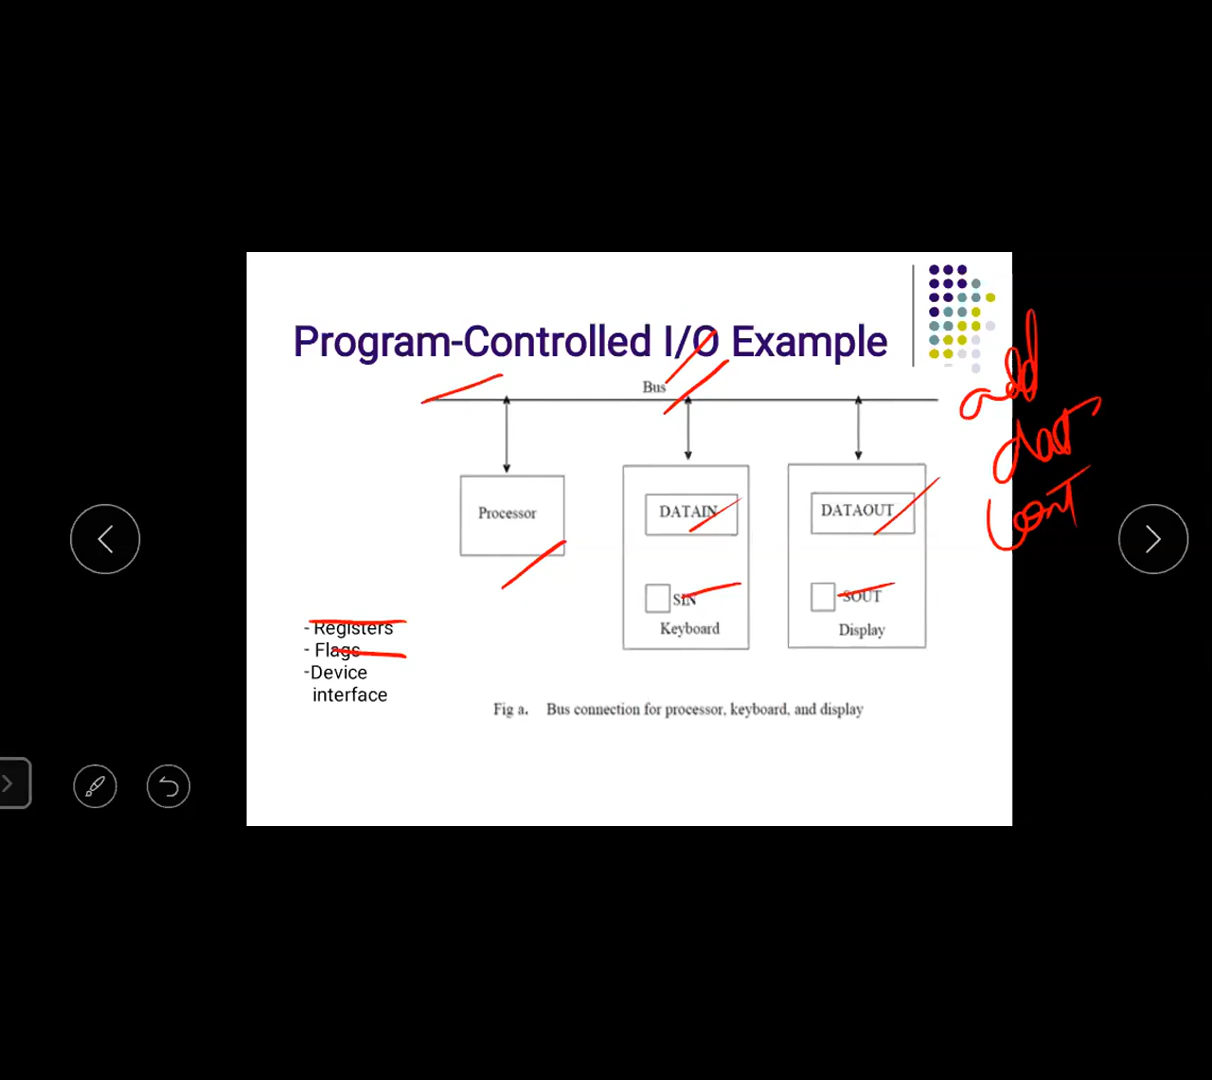 Program-Controlled I/O Example
Bus
add
data
cont
Processor
DATAIN
DATAOUT
SIN
SOUT
Keyboard
Display
- Registers
- Flags
-Device
interface
Fig a. Bus connection for processor, keyboard, and display